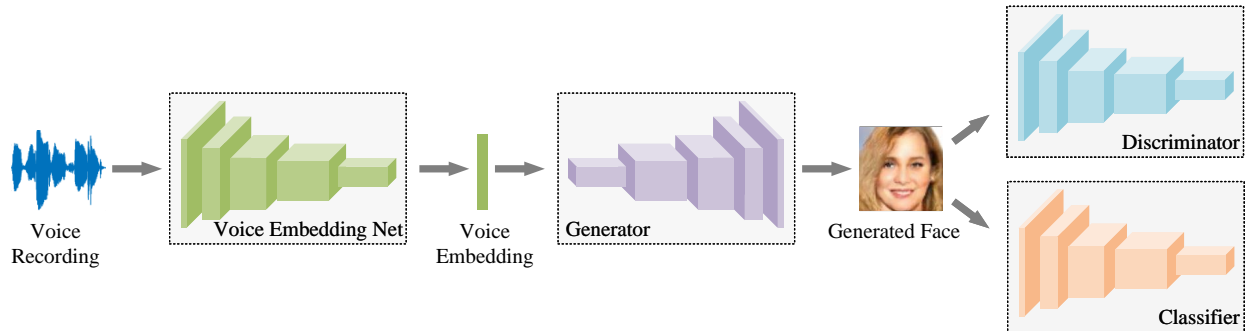 Voice
Recording
Voice Embedding Net
Voice
Embedding
Generator
Generated Face
Discriminator
Classifier